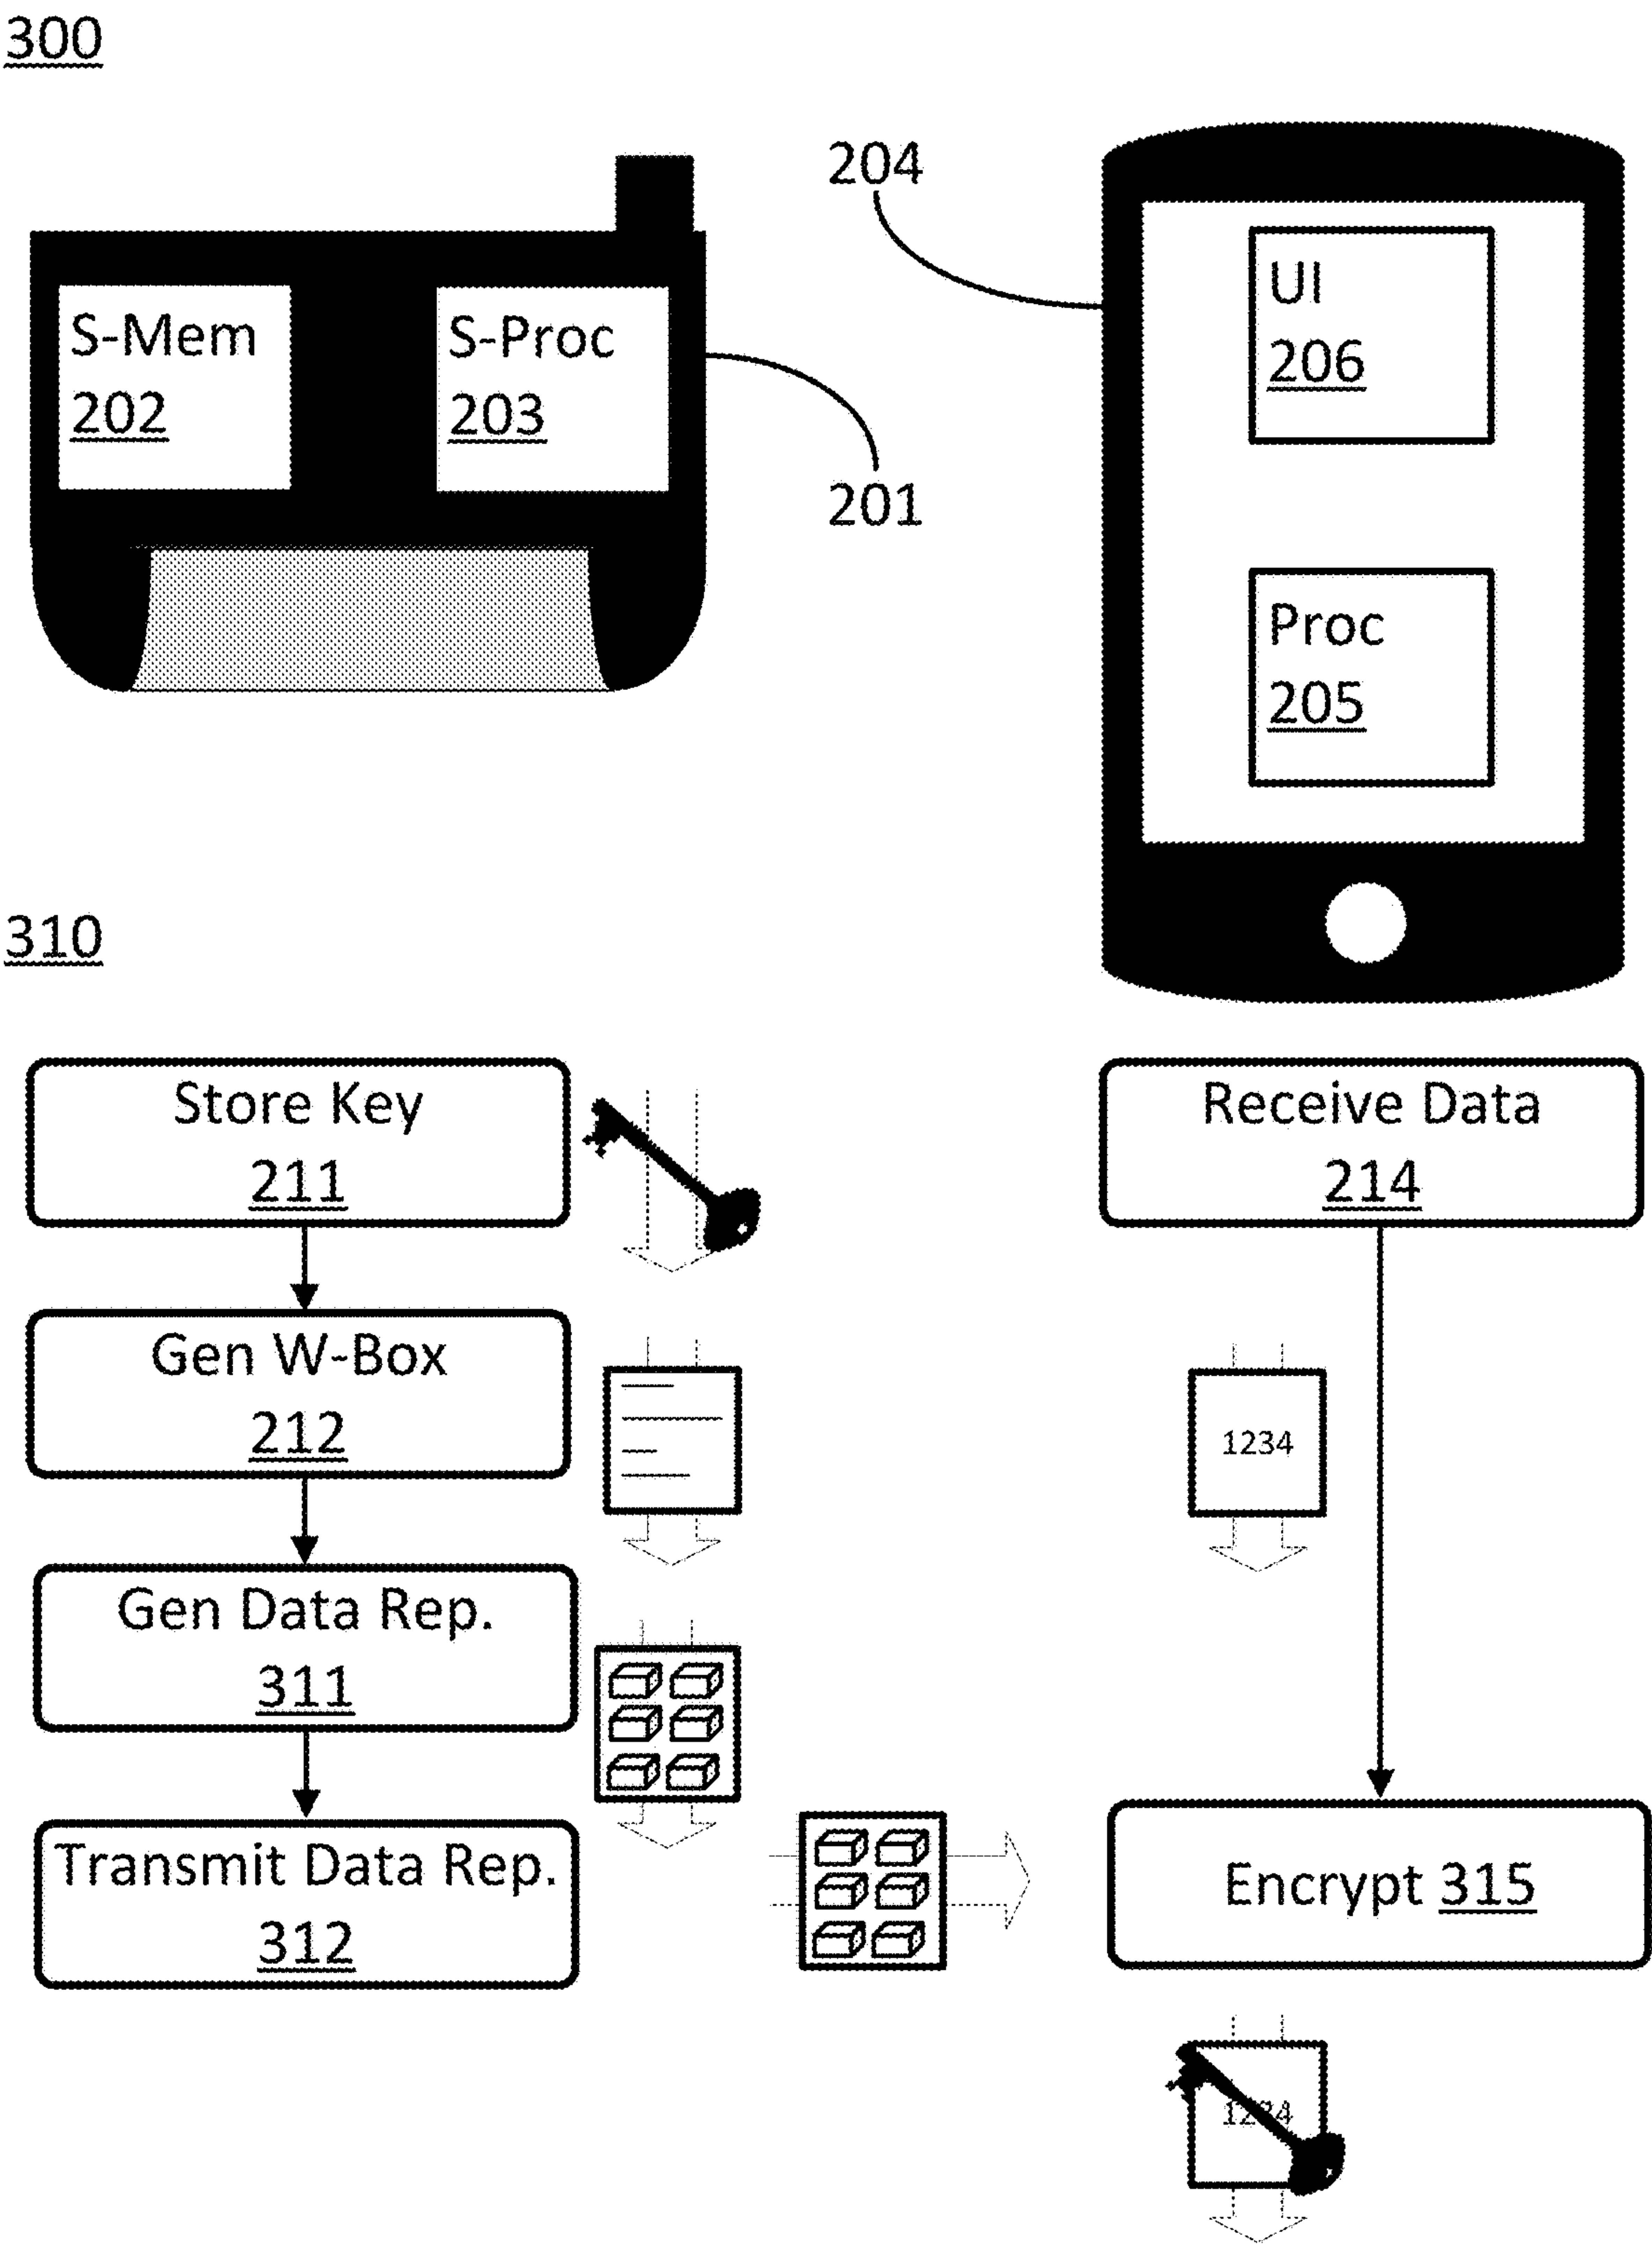 300
204
UI
206
S-Mem
202
S-Proc
203
201
Proc
205
310
Store Key
211
Receive Data
214
Gen W-Box
212
1234
Gen Data Rep.
311
Transmit Data Rep.
312
Encrypt 315
1234